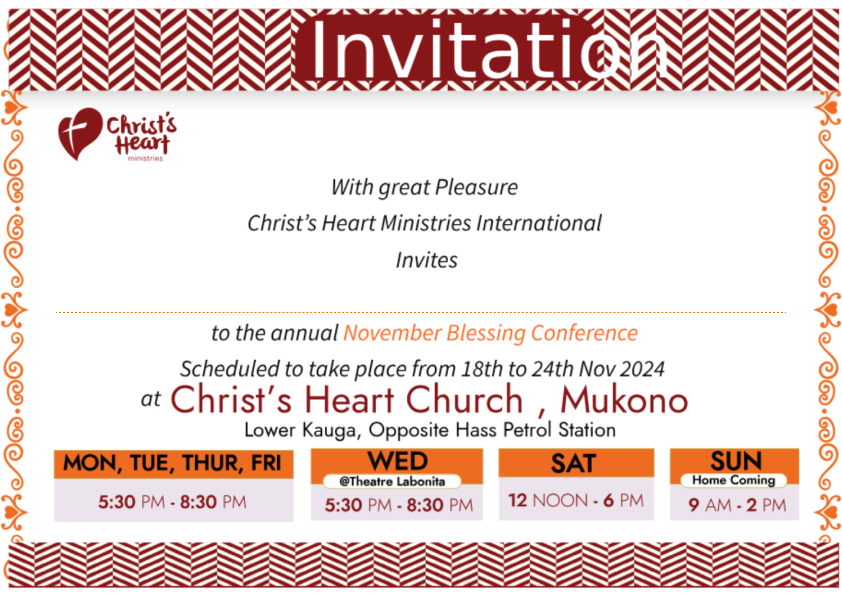 Invitation
Christ's
Heart
ministries
With great Pleasure
Christ's Heart Ministries International
Invites
to the annual November Blessing Conference
Scheduled to take place from 18th to 24th Nov 2024
at Christ's Heart Church , Mukono
Lower Kauga, Opposite Hass Petrol Station
MON, TUE, THUR, FRI
5:30 PM - 8:30 PM
WED
@Theatre Labonita
5:30 PM - 8:30 PM
SAT
12 NOON - 6 PM
SUN
Home Coming
9 AM - 2 PM